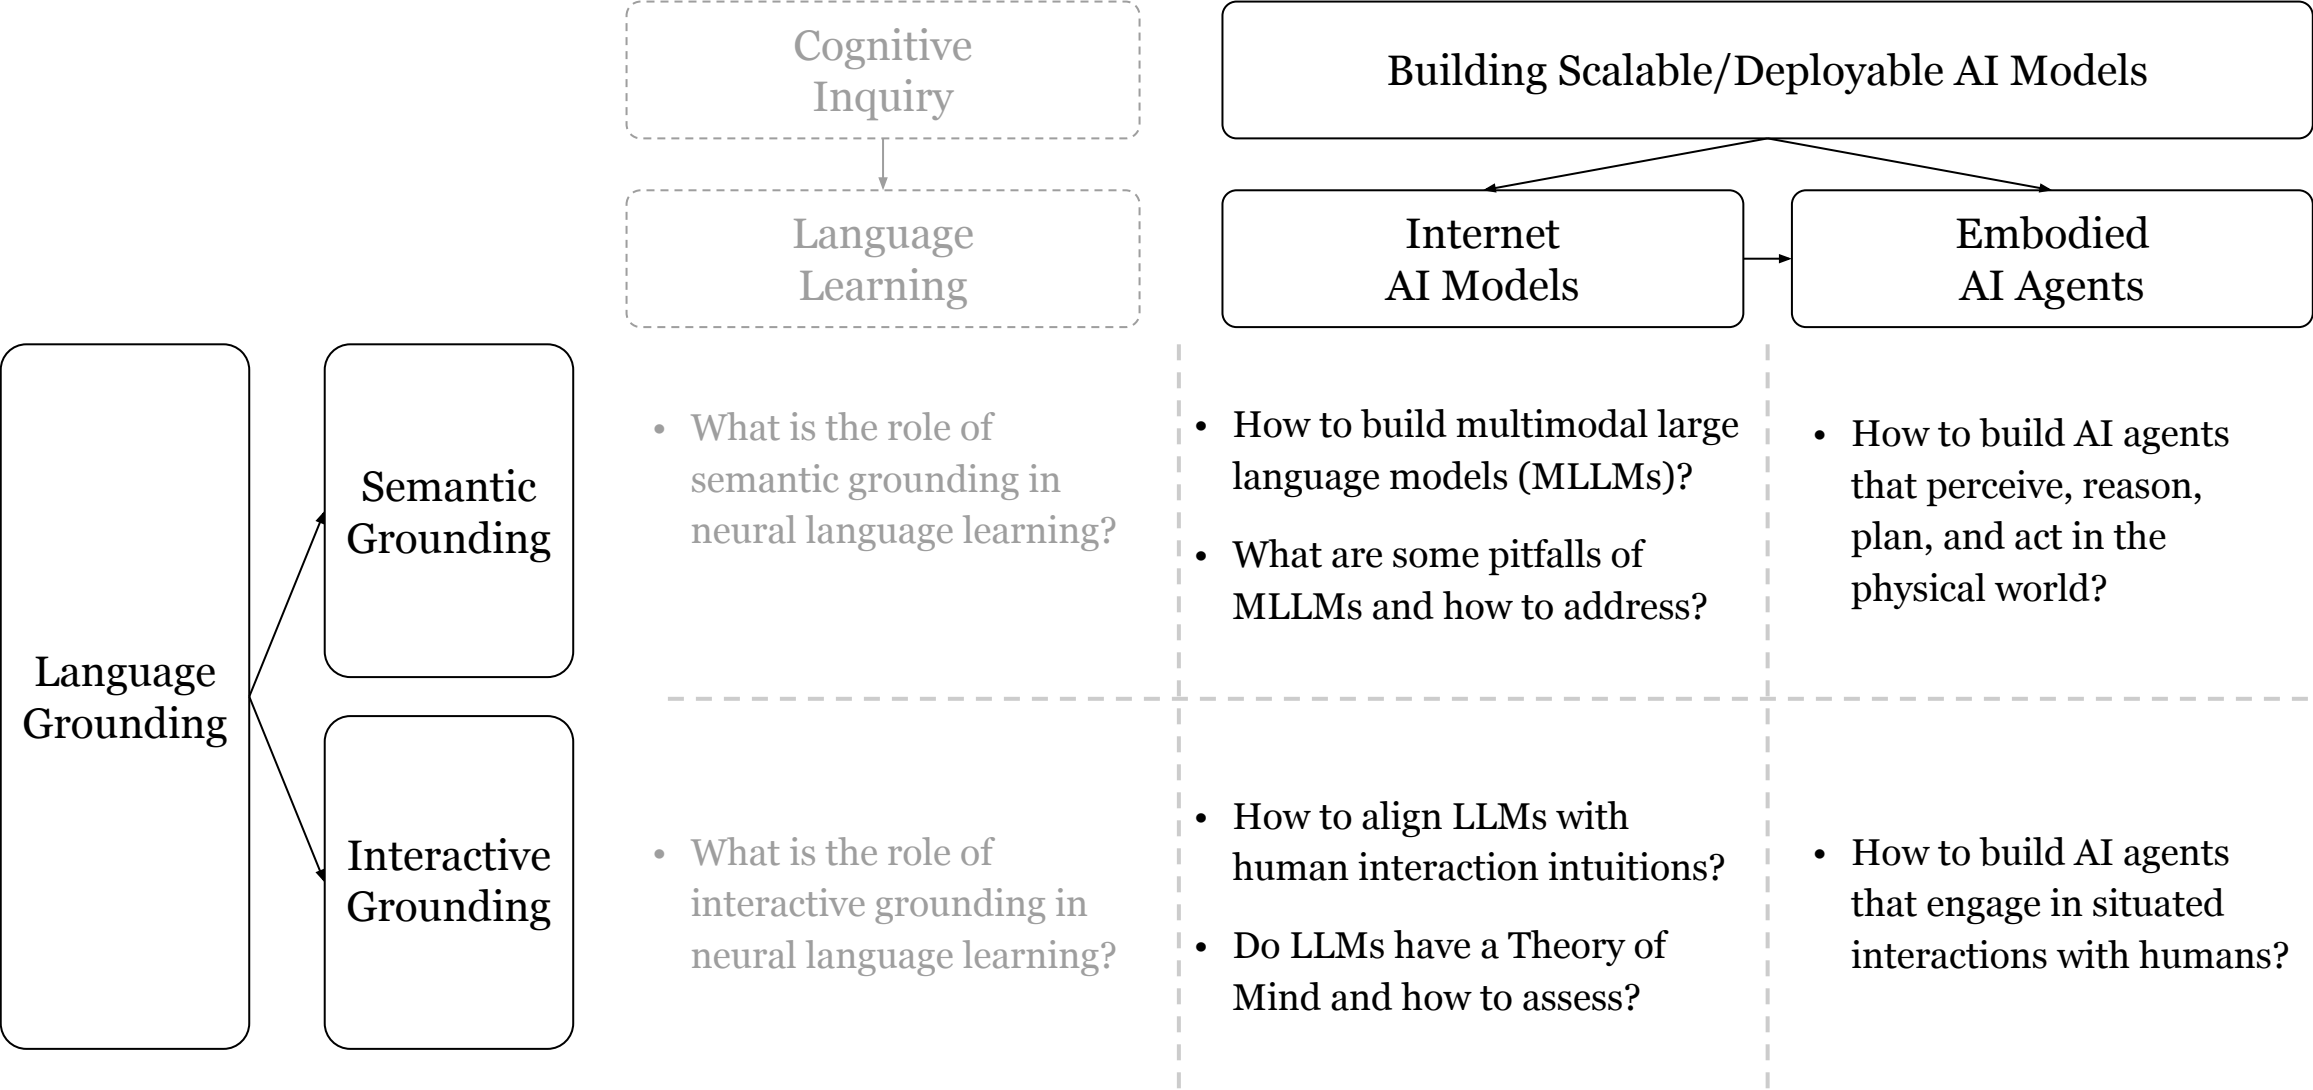 Cognitive
Inquiry
Building Scalable/Deployable AI Models
Language
Learning
Internet
AI Models
Embodied
AI Agents
Language
Grounding
Semantic
Grounding
• What is the role of
semantic grounding in
neural language learning?
• How to build multimodal large
language models (MLLMs)?
• What are some pitfalls of
MLLMs and how to address?
• How to build AI agents
that perceive, reason,
plan, and act in the
physical world?
Interactive
Grounding
• What is the role of
interactive grounding in
neural language learning?
• How to align LLMs with
human interaction intuitions?
• Do LLMs have a Theory of
Mind and how to assess?
• How to build AI agents
that engage in situated
interactions with humans?